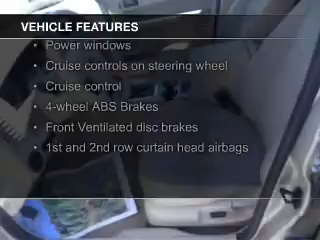 VEHICLE FEATURES
• Power windows
• Cruise controls on steering wheel
• Cruise control
• 4-wheel ABS Brakes
• Front Ventilated disc brakes
• 1st and 2nd row curtain head airbags